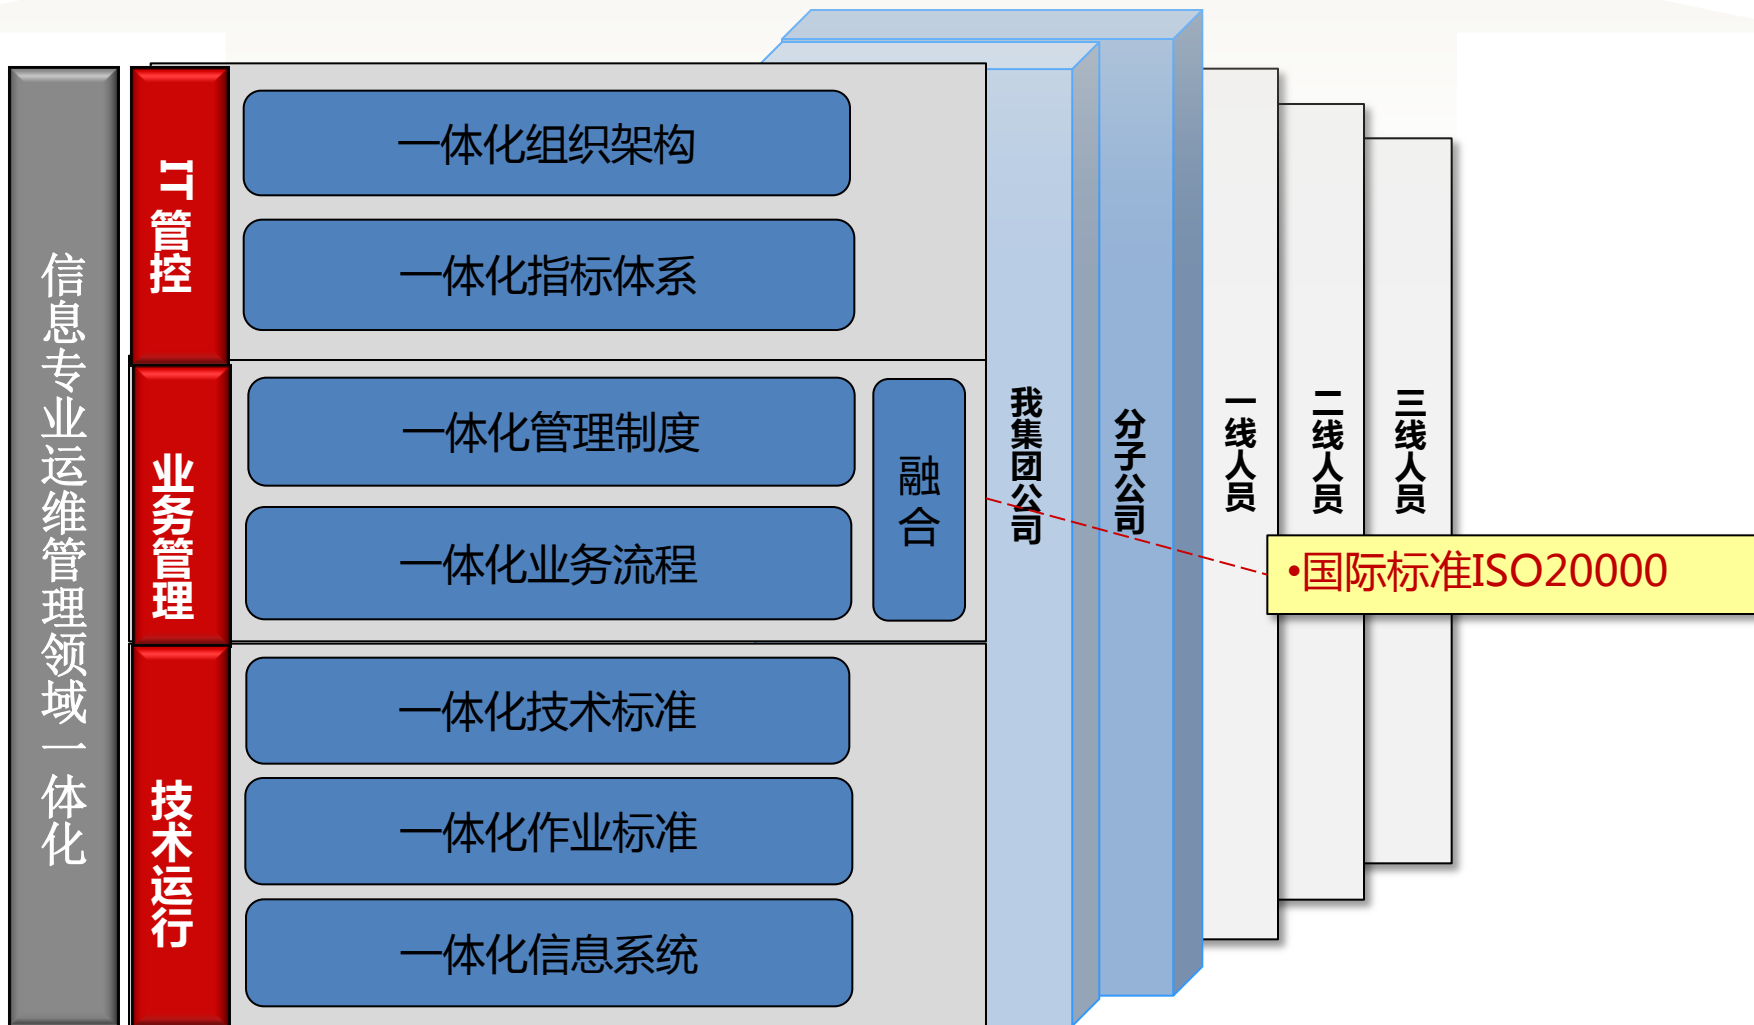 信息专业运维管理领域一体化
IT管控
一体化组织架构
一体化指标体系
业务管理
一体化管理制度
一体化业务流程
融合
技术运行
一体化技术标准
一体化作业标准
一体化信息系统
我集团公司
分子公司
一线人员
二线人员
三线人员
•国际标准ISO20000